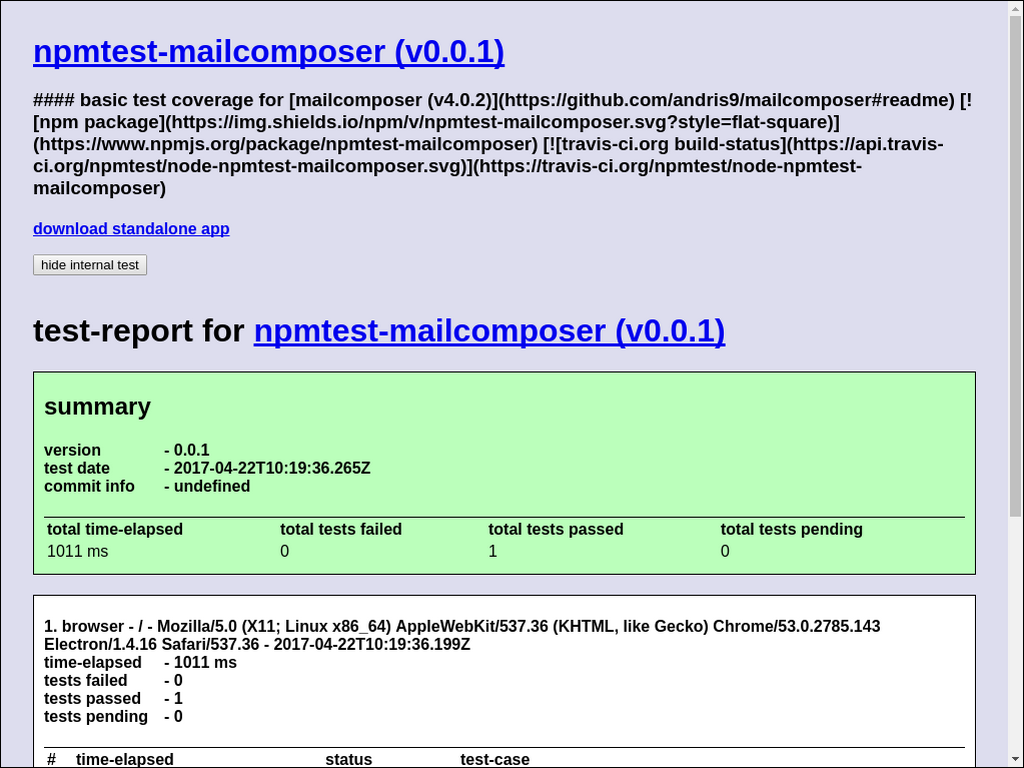 npmtest-mailcomposer (v0.0.1)
#### basic test coverage for [mailcomposer (v4.0.2)](https://github.com/andris9/mailcomposer#readme) [!
[npm package](https://img.shields.io/npm/v/npmtest-mailcomposer.svg?style=flat-square)]
(https://www.npmjs.org/package/npmtest-mailcomposer) [![travis-ci.org build-status](https://api.travis-
ci.org/npmtest/node-npmtest-mailcomposer.svg)](https://travis-ci.org/npmtest/node-npmtest-
mailcomposer)
download standalone app
hide internal test
test-report for npmtest-mailcomposer (v0.0.1)
summary
version - 0.0.1
test date - 2017-04-22T10:19:36.265Z
commit info - undefined
total time-elapsed total tests failed total tests passed total tests pending
1011 ms 0 1 0
1. browser - / - Mozilla/5.0 (X11; Linux x86_64) AppleWebKit/537.36 (KHTML, like Gecko) Chrome/53.0.2785.143
Electron/1.4.16 Safari/537.36 - 2017-04-22T10:19:36.199Z
time-elapsed - 1011 ms
tests failed - 0
tests passed - 1
tests pending - 0
# time-elapsed status test-case